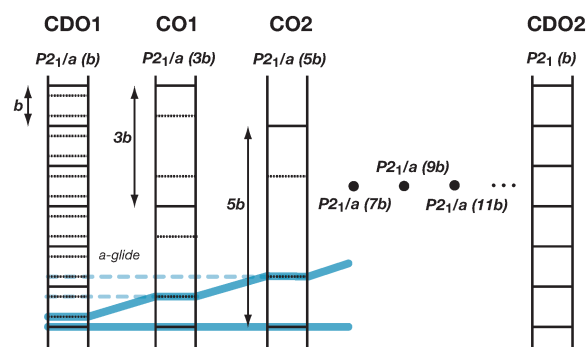 CDO1 CO1 CO2 CDO2
P2₁/a (b) P2₁/a (3b) P2₁/a (5b) P2₁ (b)
b
3b
P2₁/a (9b)
5b
P2₁/a (7b) P2₁/a (11b)
a-glide